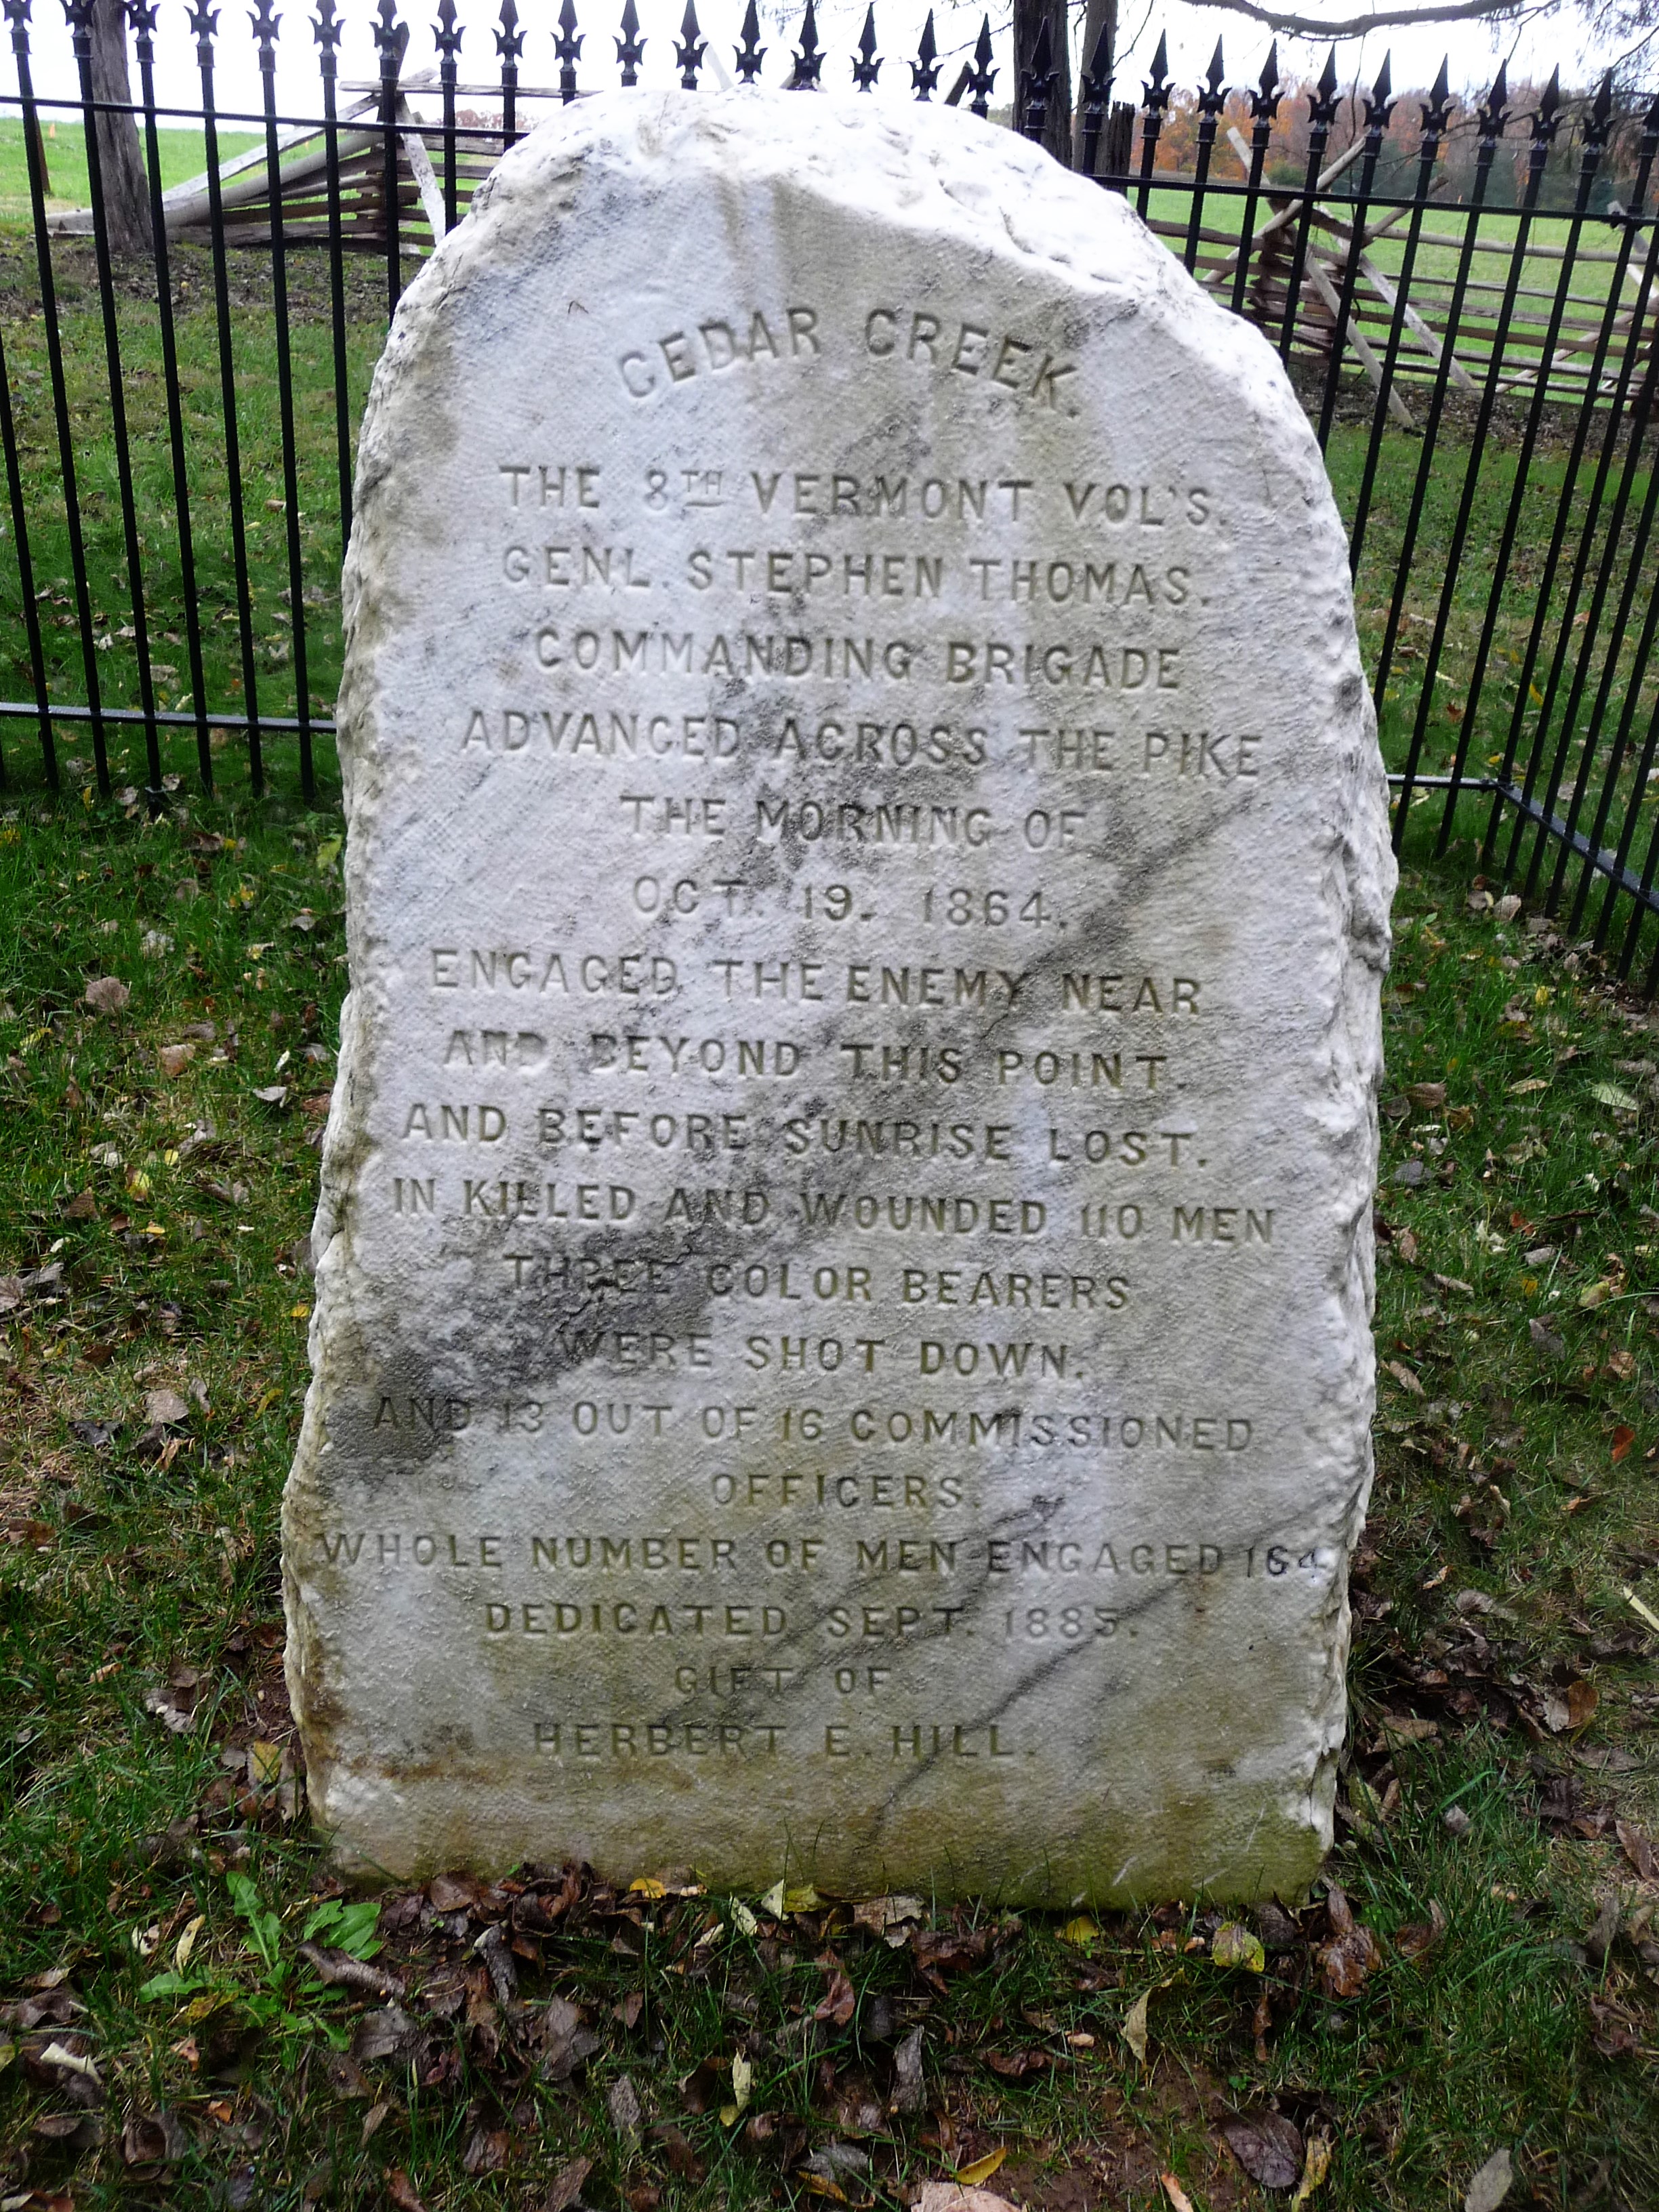 CEDAR CREEK.
THE 8TH VERMONT VOL'S.
GENL. STEPHEN THOMAS.
COMMANDING BRIGADE
ADVANCED ACROSS THE PIKE
THE MORNING OF
OCT. 19. 1864.
ENGAGED THE ENEMY NEAR
AND BEYOND THIS POINT.
AND BEFORE SUNRISE LOST.
IN KILLED AND WOUNDED 110 MEN
THREE COLOR BEARERS
WERE SHOT DOWN.
AND 13 OUT OF 16 COMMISSIONED
OFFICERS.
WHOLE NUMBER OF MEN ENGAGED 164
DEDICATED SEPT. 1885.
GIFT OF
HERBERT E. HILL.